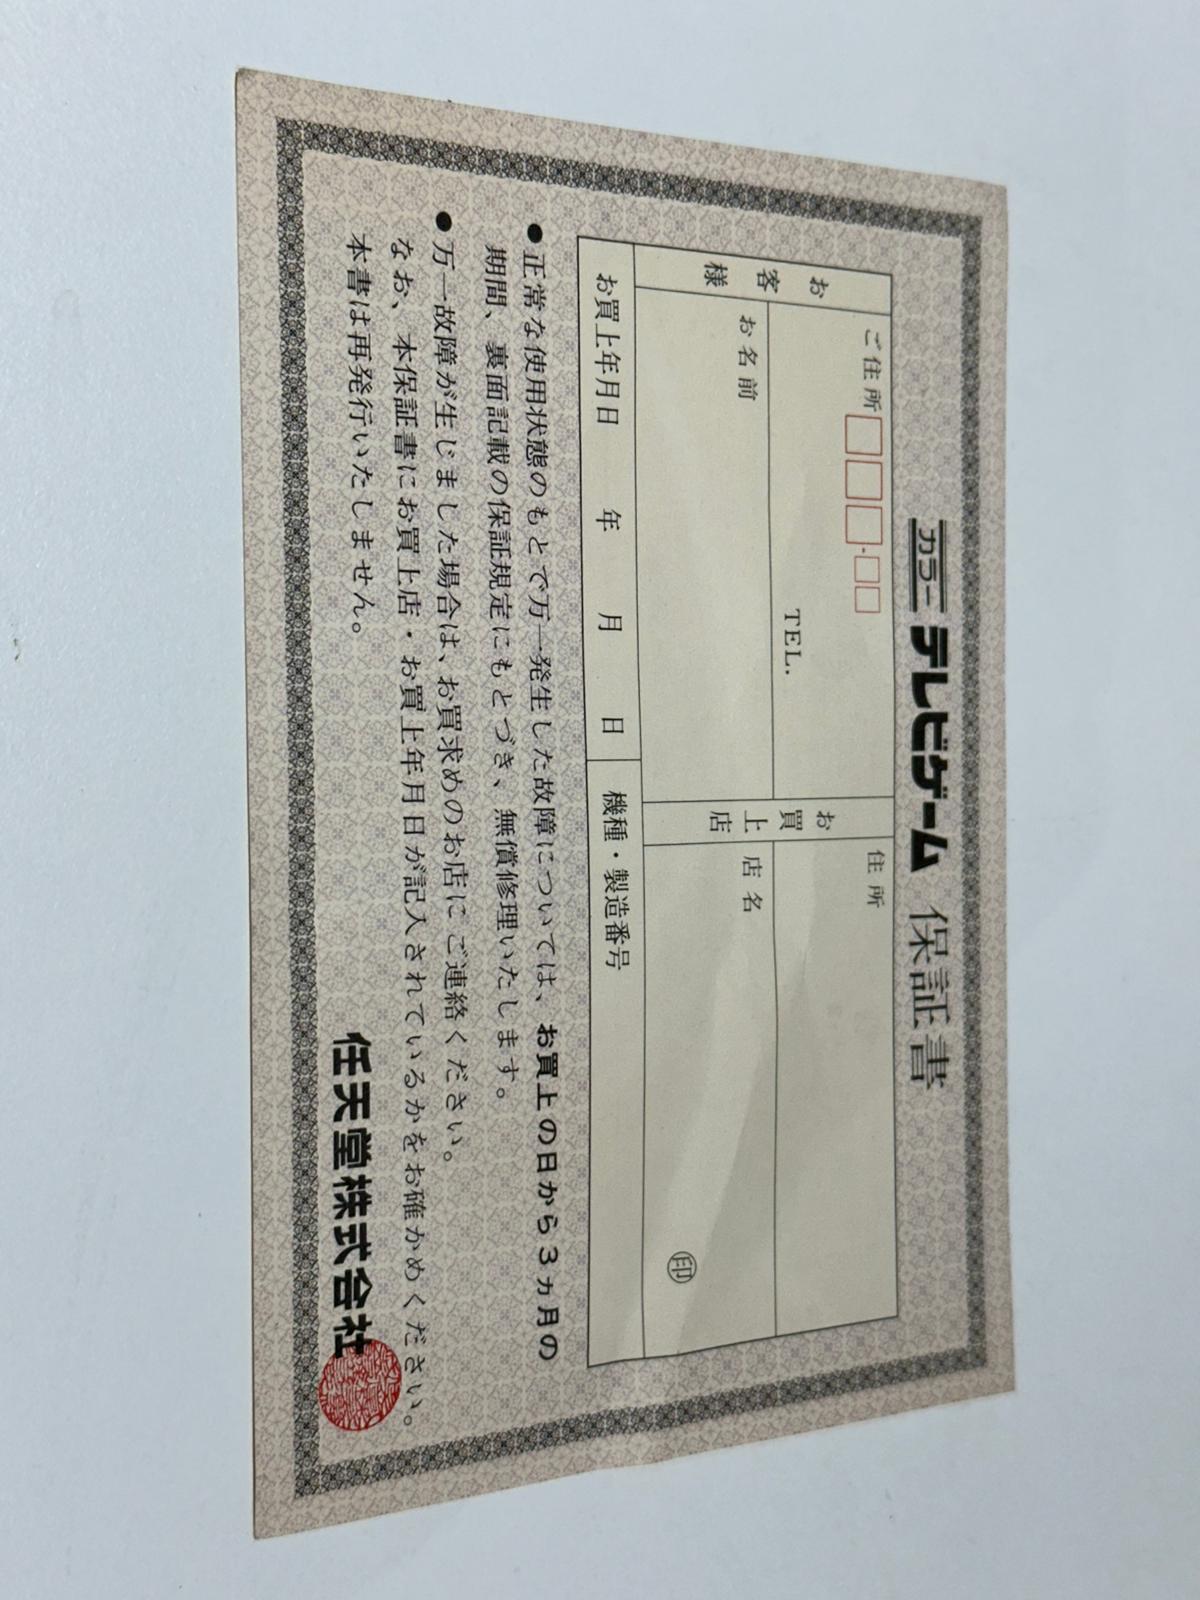 カラー テレビゲーム 保証書
お客様
ご住所 □□□-□□
TEL.
お名前
お買上店
住所
店名
印
お買上年月日 年 月 日
機種・製造番号
●正常な使用状態のもとで万一発生した故障については、お買上の日から3ヵ月の
期間、裏面記載の保証規定にもとづき、無償修理いたします。
●万一故障が生じました場合は、お買求めのお店にご連絡ください。
なお、本保証書にお買上店・お買上年月日が記入されているかをお確かめください。
本書は再発行いたしません。
任天堂株式会社